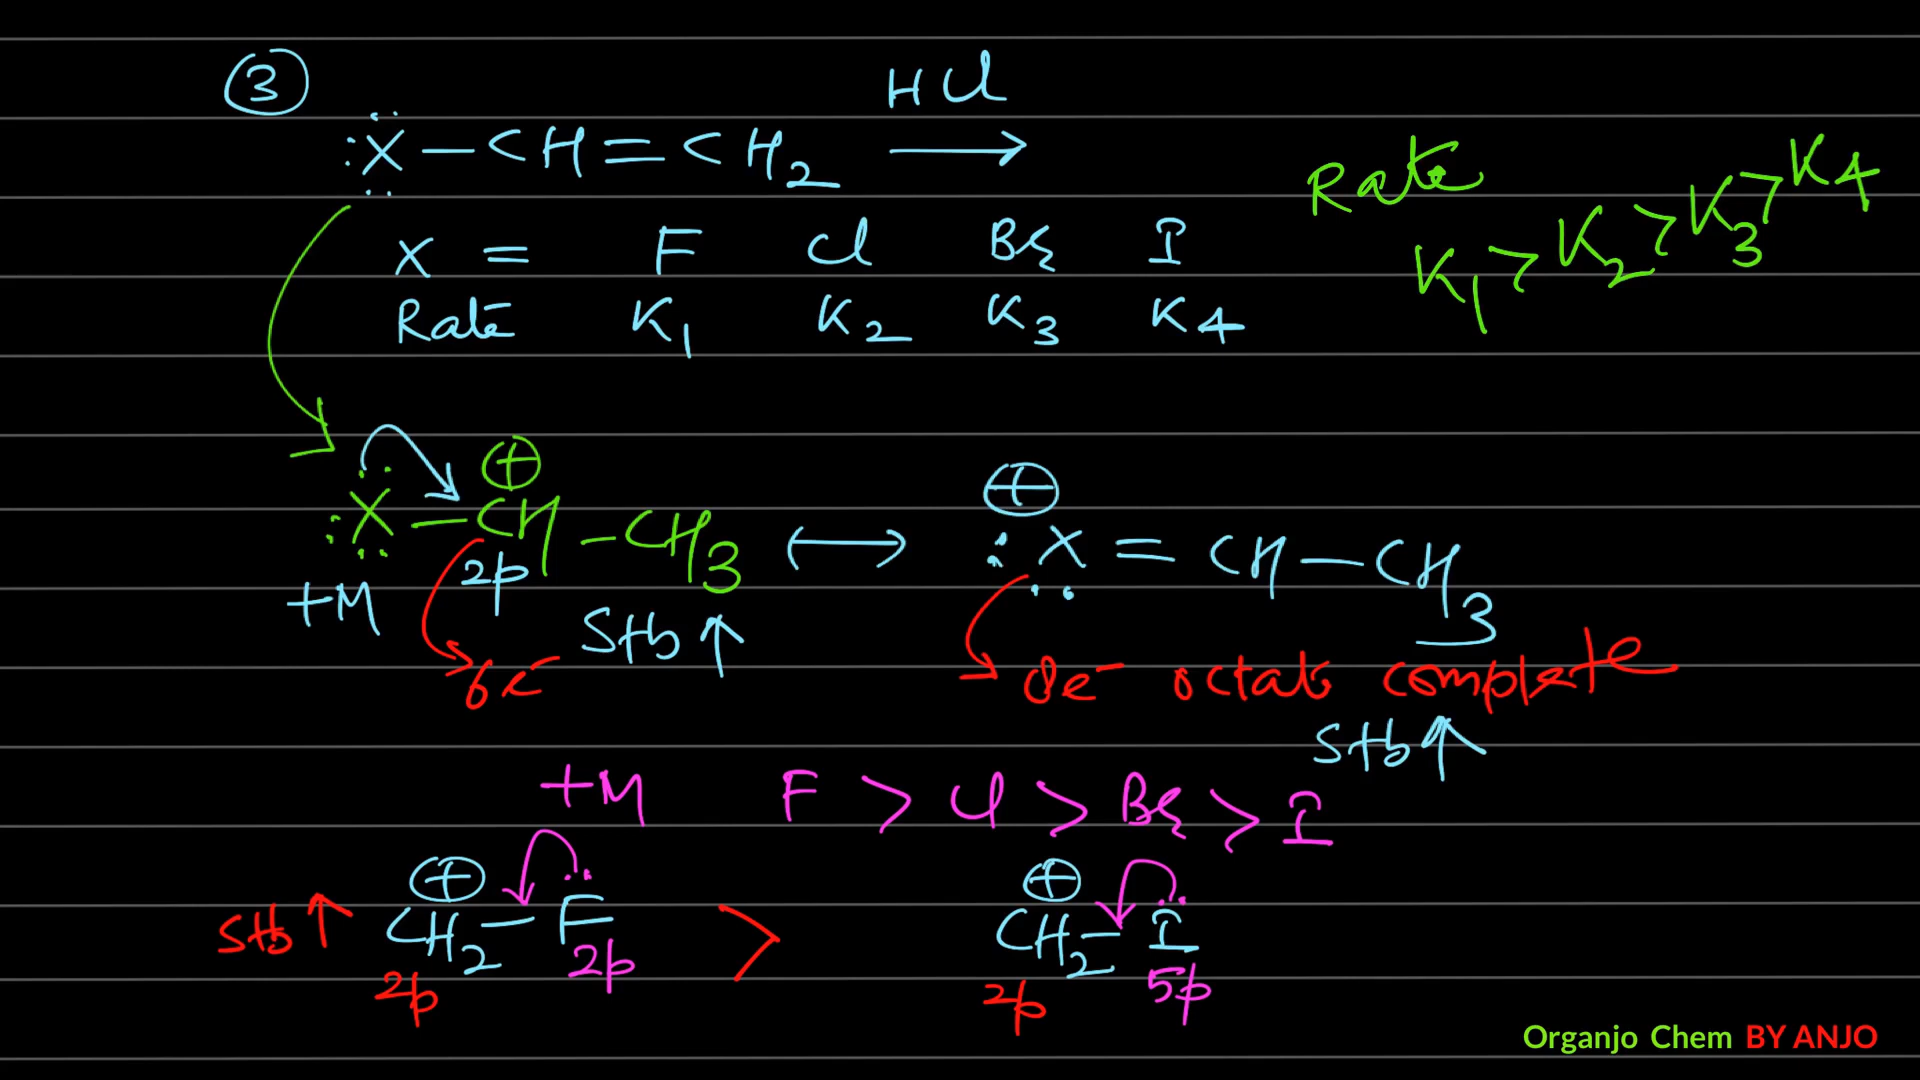 ③
HCl
:Ẍ – CH = CH₂ →
X = F Cl Br I
Rate K₁ K₂ K₃ K₄
Rate
K₁ > K₂ > K₃ > K₄
:Ẍ – CH – CH₃ ⟷ :X = CH – CH₃
⊕ ⊕
+M 2p Stb ↑
6e⁻ 8e⁻ octate complete
Stb ↑
+M F > Cl > Br > I
⊕ ⊕
Stb ↑ CH₂ – F > CH₂ – I
2p 2p 2p 5p
Organjo Chem BY ANJO